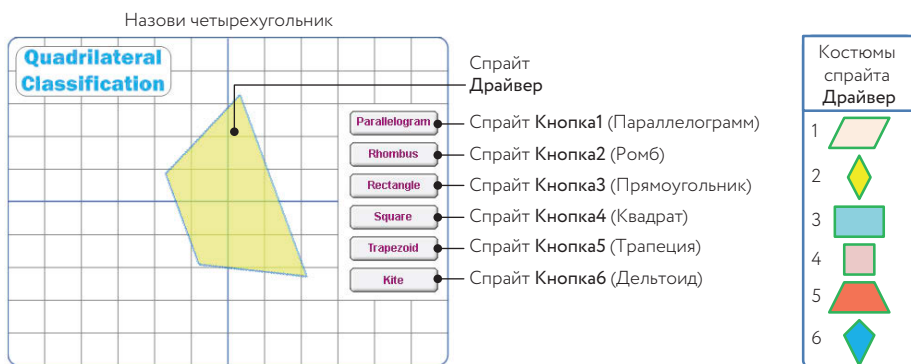 Назови четырехугольник
Quadrilateral
Classification
Parallelogram
Rhombus
Rectangle
Square
Trapezoid
Kite
Спрайт
Драйвер
Спрайт Кнопка1 (Параллелограмм)
Спрайт Кнопка2 (Ромб)
Спрайт Кнопка3 (Прямоугольник)
Спрайт Кнопка4 (Квадрат)
Спрайт Кнопка5 (Трапеция)
Спрайт Кнопка6 (Дельтоид)
Костюмы
спрайта
Драйвер
1
2
3
4
5
6